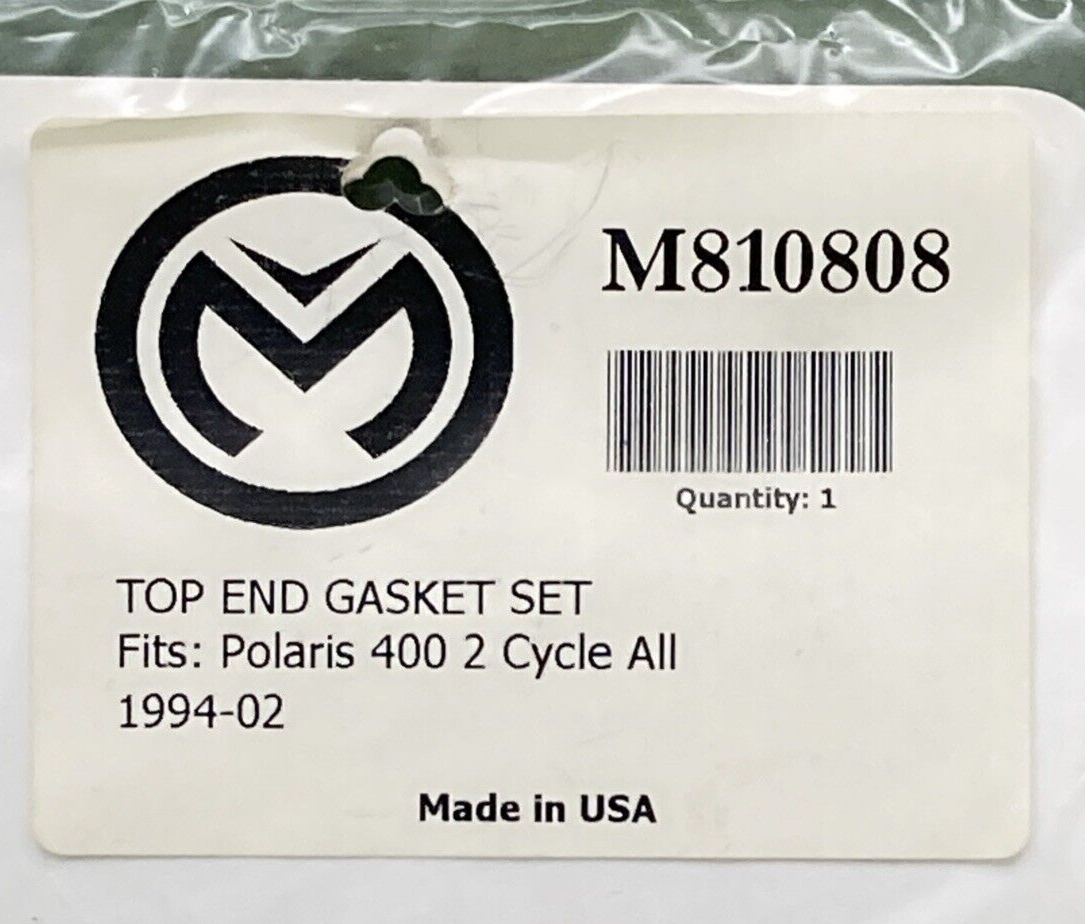 M810808
Quantity: 1
TOP END GASKET SET
Fits: Polaris 400 2 Cycle All
1994-02
Made in USA